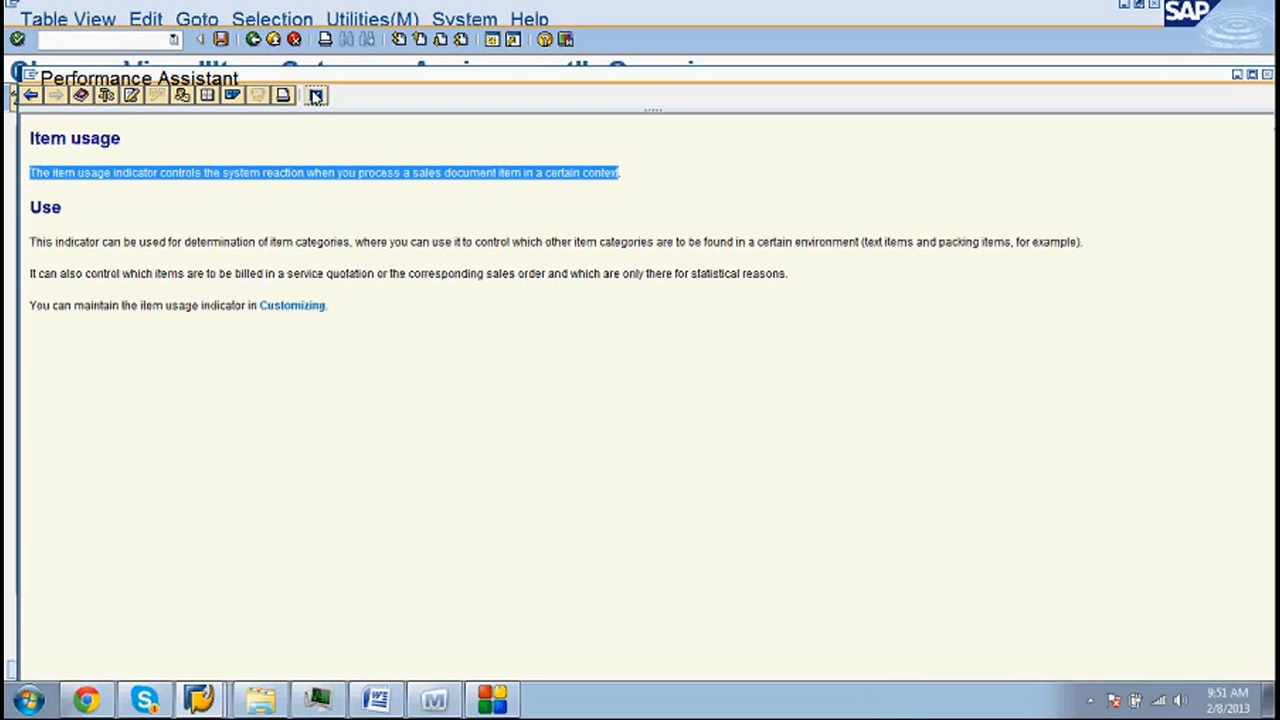 Table View Edit Goto Selection Utilities(M) System Help
SAP
Performance Assistant
Item usage
The item usage indicator controls the system reaction when you process a sales document item in a certain context.
Use
This indicator can be used for determination of item categories, where you can use it to control which other item categories are to be found in a certain environment (text items and packing items, for example).
It can also control which items are to be billed in a service quotation or the corresponding sales order and which are only there for statistical reasons.
You can maintain the item usage indicator in Customizing.
9:51 AM
2/8/2013